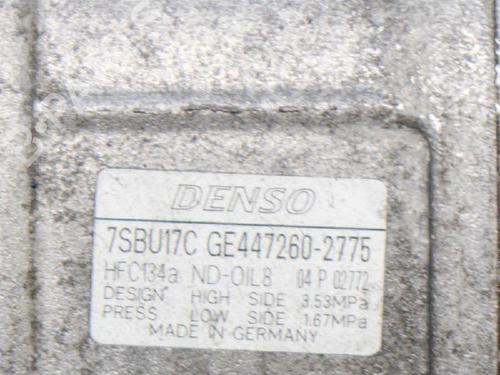 DENSO
7SBU17C GE447260-2775
HFC134a ND-OIL8 04 P 02772
DESIGN HIGH SIDE 3.53MPa
PRESS LOW SIDE 1.67MPa
MADE IN GERMANY